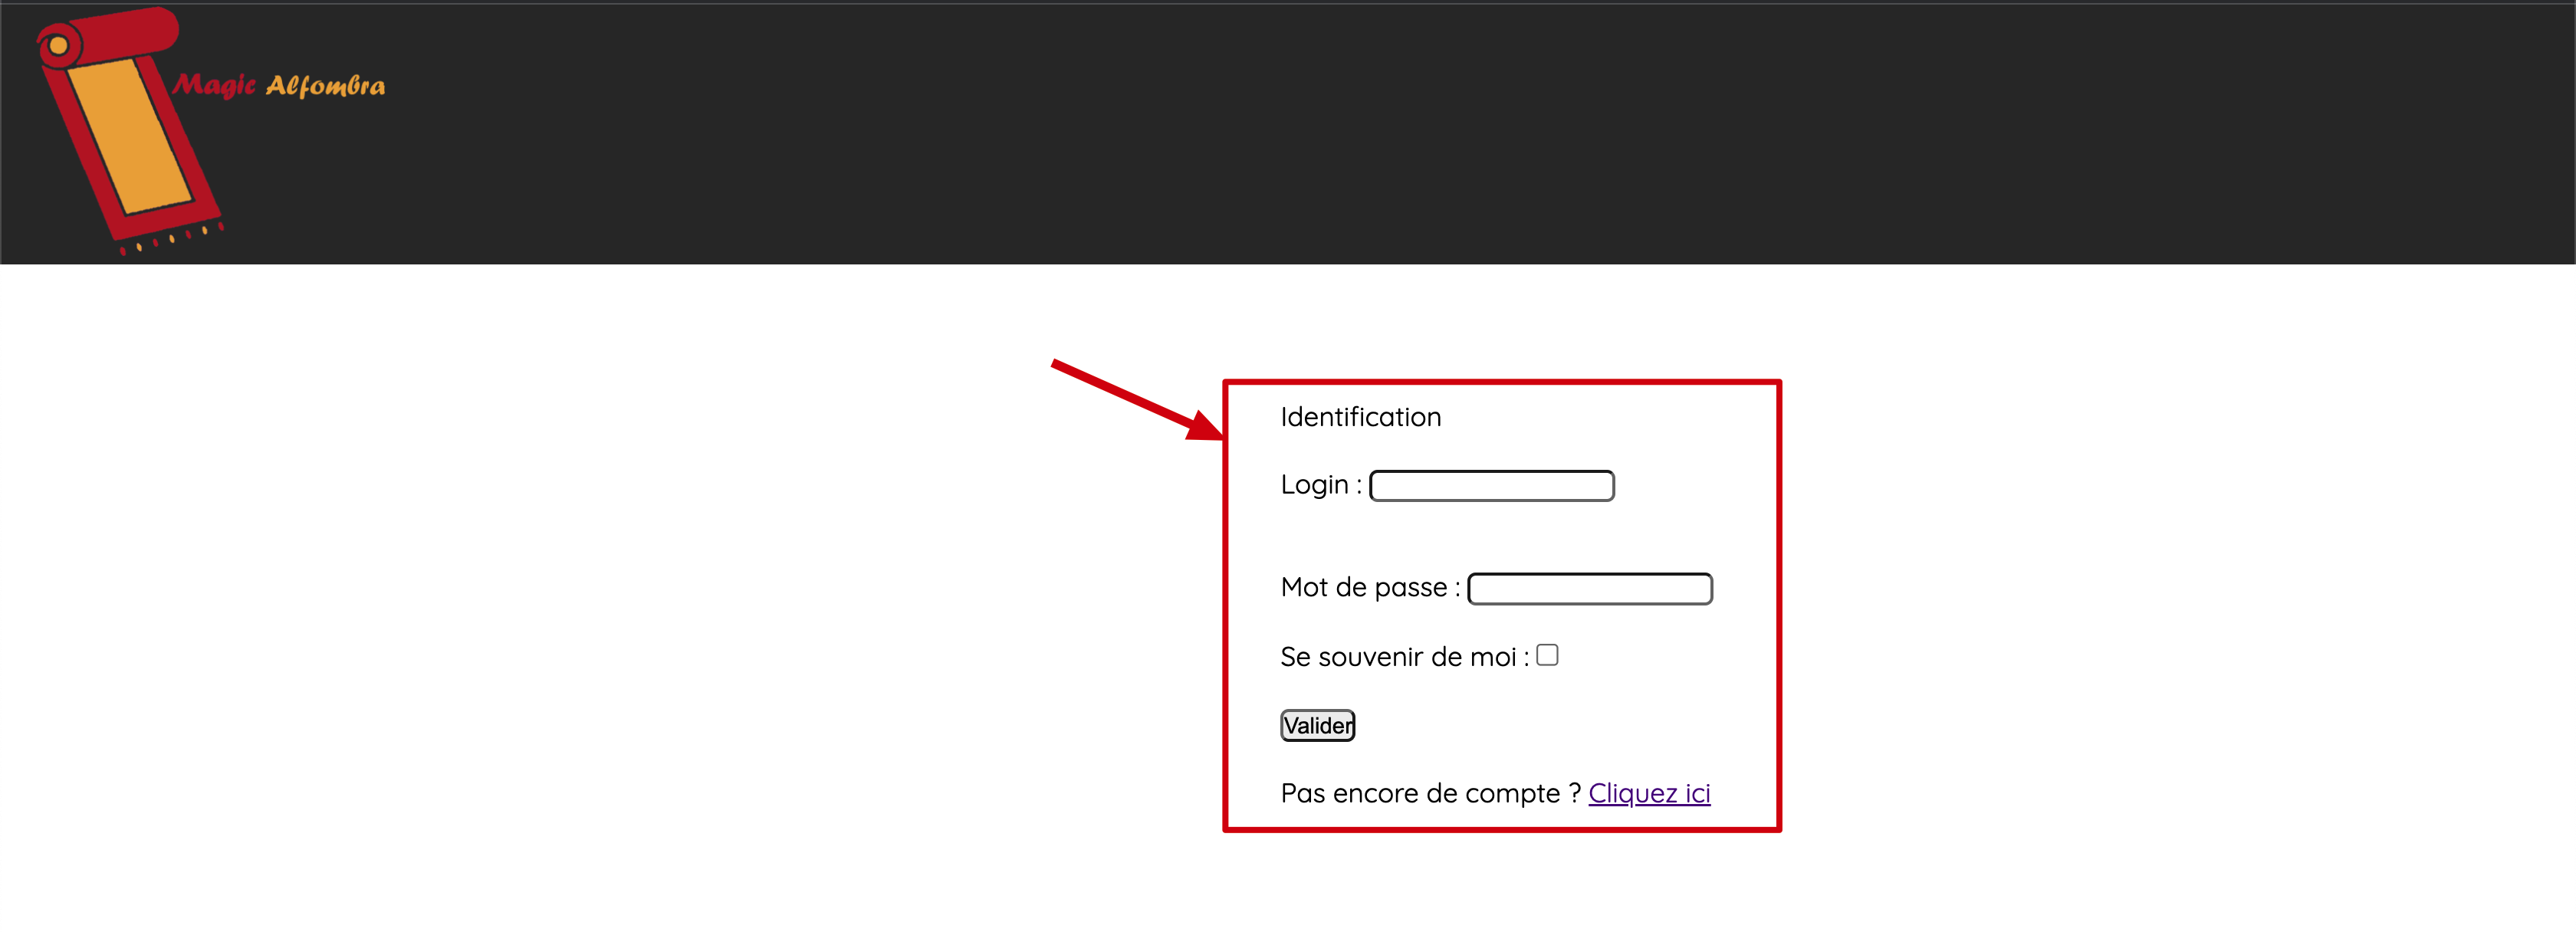 Magic Alfombra
Identification
Login :
Mot de passe :
Se souvenir de moi :
Valider
Pas encore de compte ? Cliquez ici